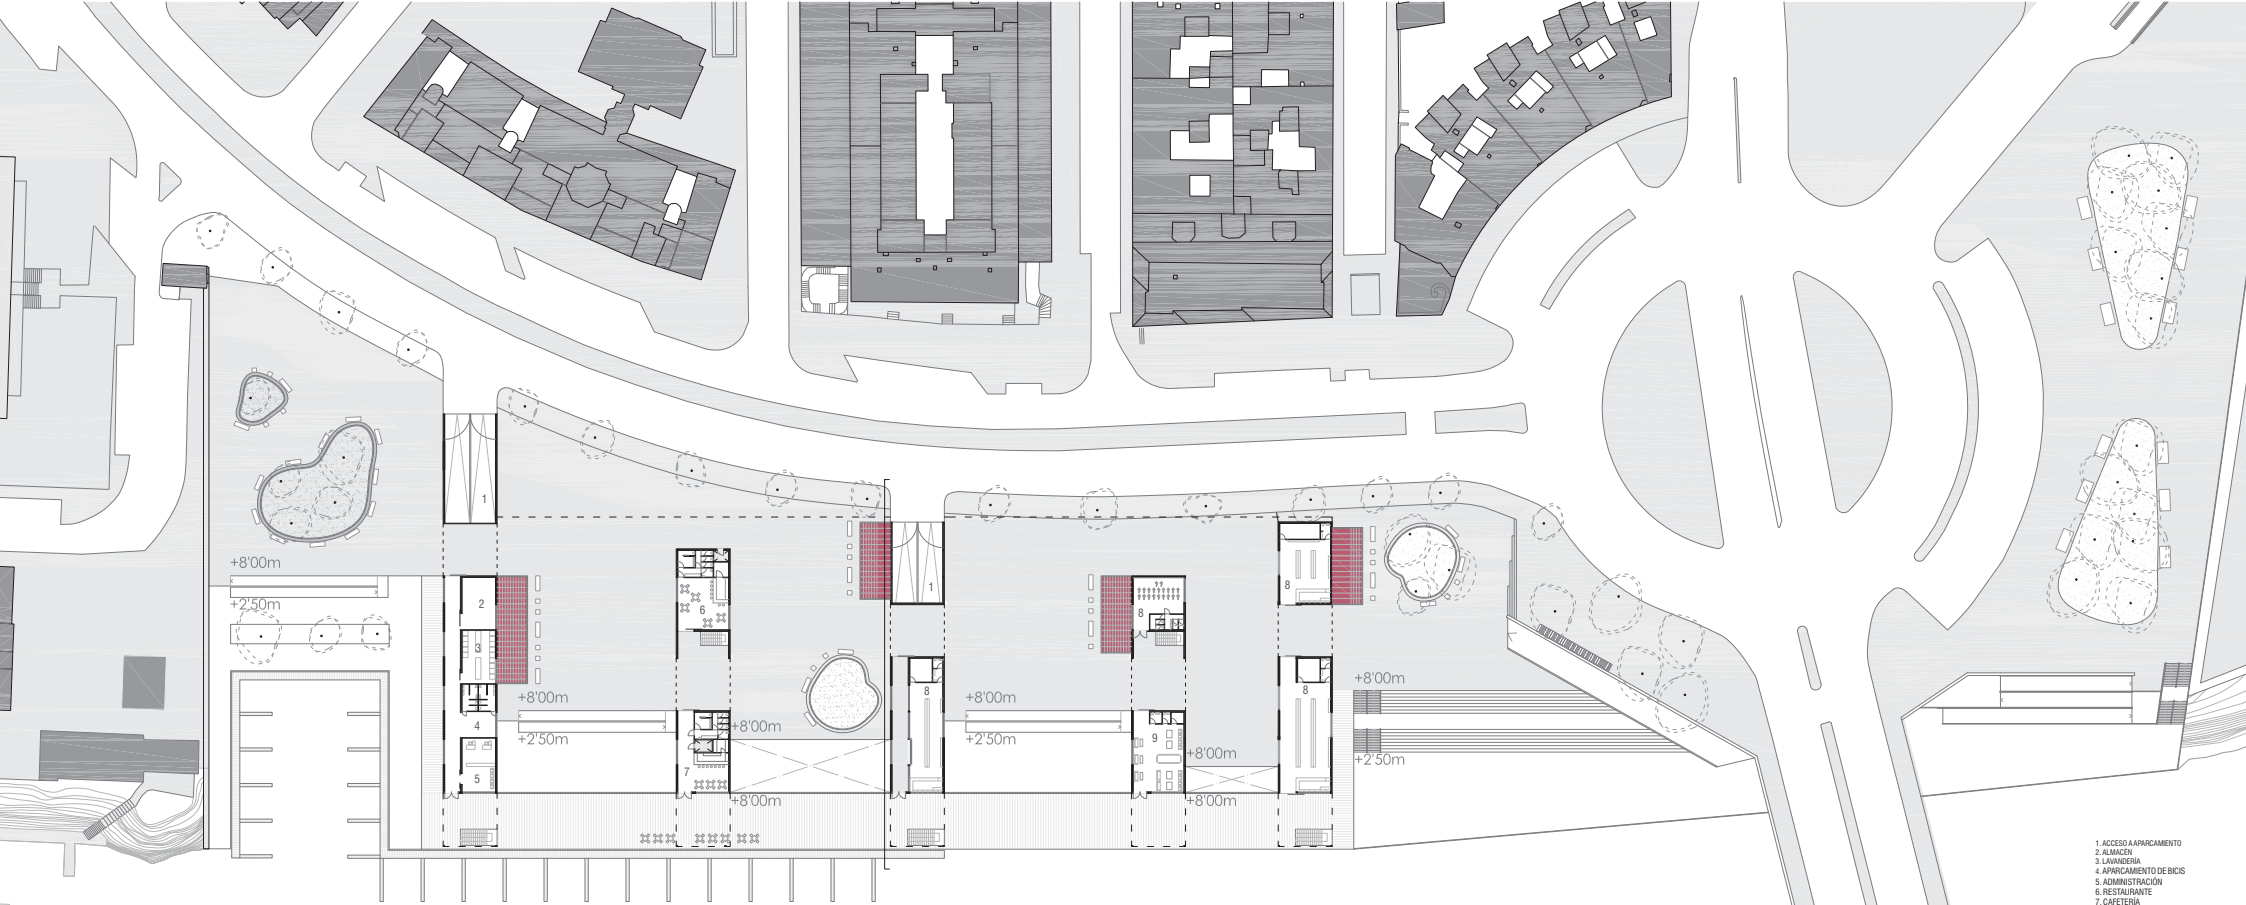 1
+8'00m
+2'50m
2
3
4
5
6
7
+8'00m
+2'50m
+8'00m
+8'00m
1
8
+8'00m
+2'50m
8
9
+8'00m
+8'00m
8
8
+8'00m
+2'50m
1. ACCESO A APARCAMIENTO
2. ALMACÉN
3. LAVANDERÍA
4. APARCAMIENTO DE BICIS
5. ADMINISTRACIÓN
6. RESTAURANTE
7. CAFETERÍA